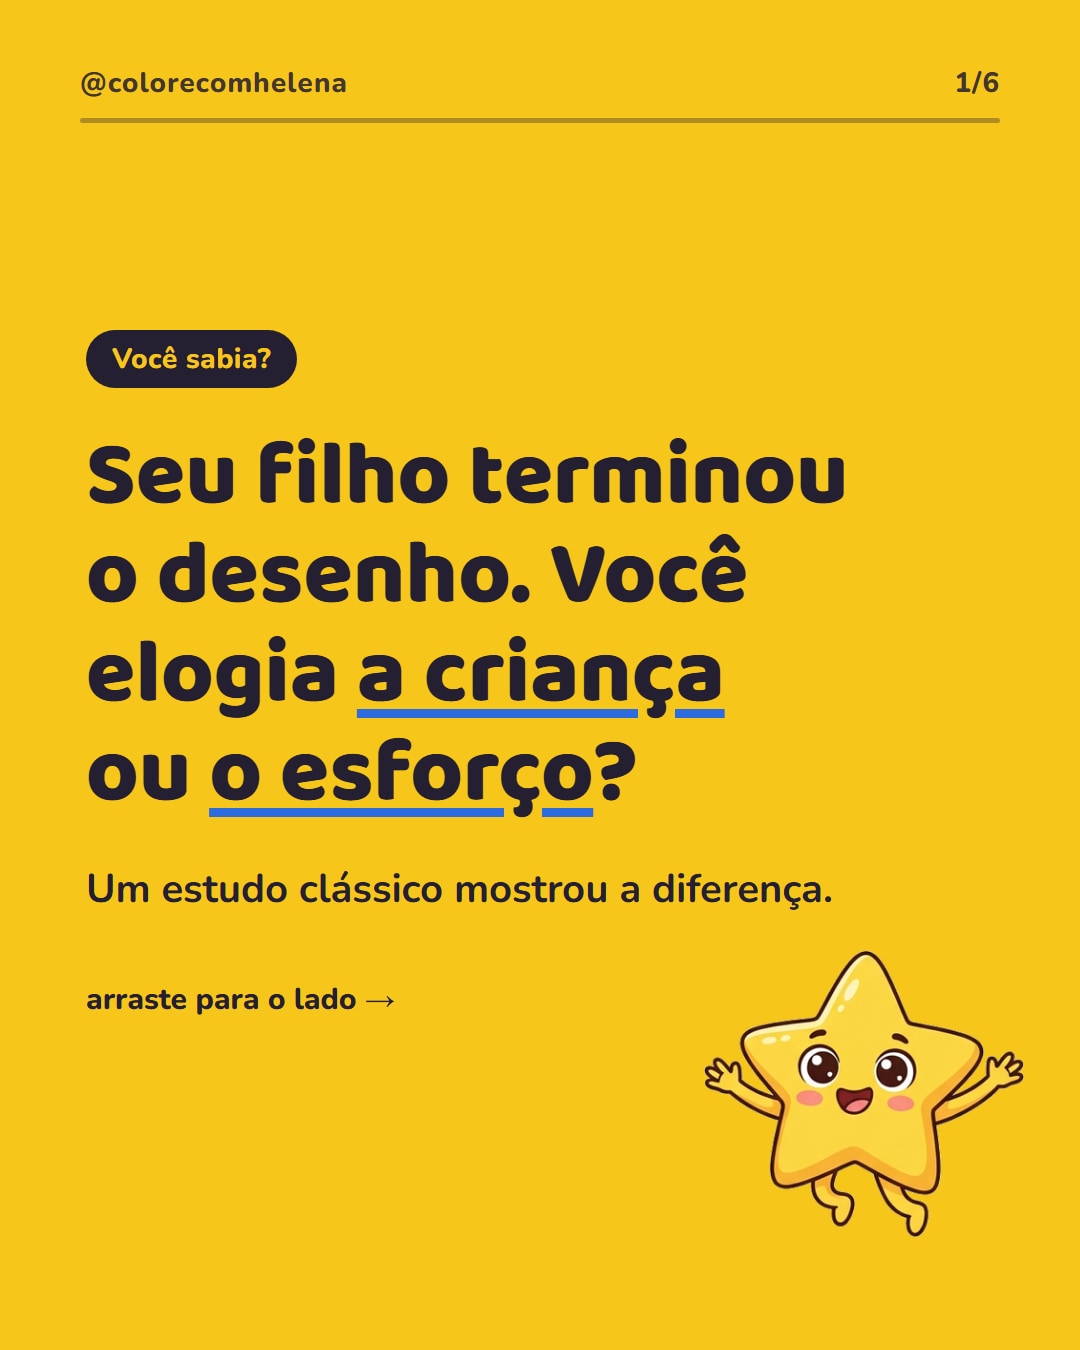 @colorecomhelena
1/6
Você sabia?
Seu filho terminou
o desenho. Você
elogia a criança
ou o esforço?
Um estudo clássico mostrou a diferença.
arraste para o lado →